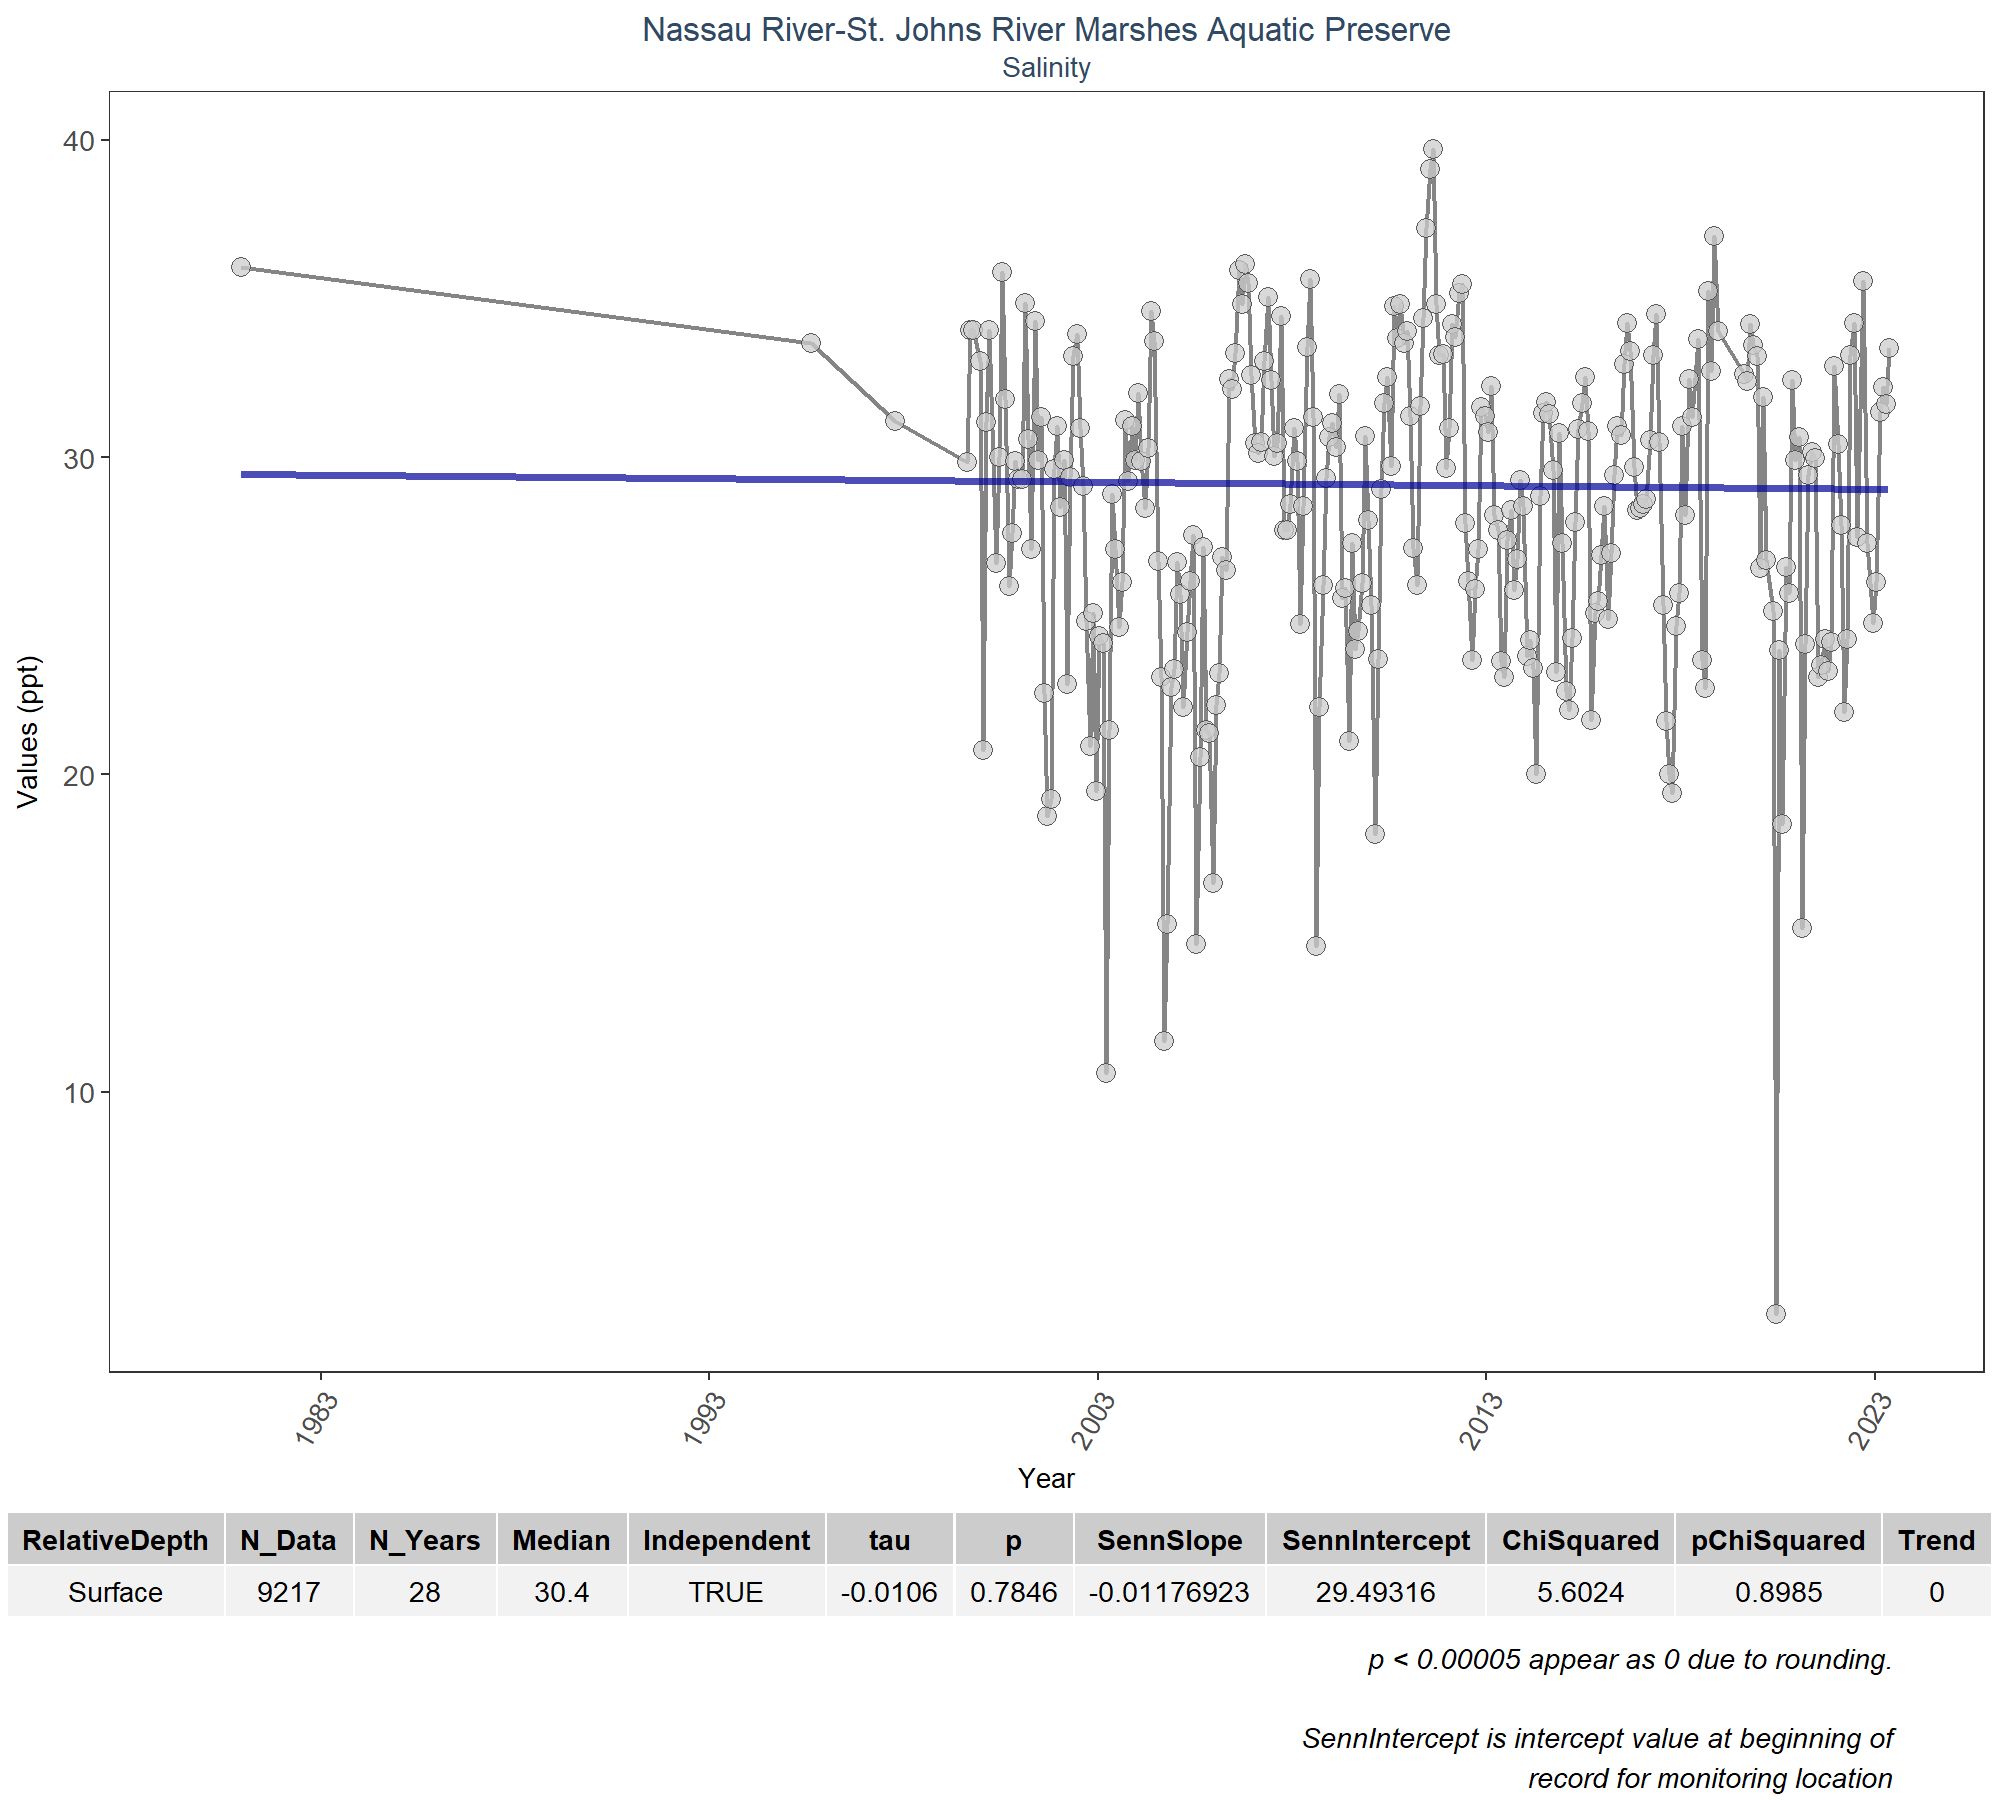 Nassau River-St. Johns River Marshes Aquatic Preserve
Salinity
40
30
20
10
Values (ppt)
1983
1993
2003
2013
2023
Year
RelativeDepth N_Data N_Years Median Independent tau p SennSlope SennIntercept ChiSquared pChiSquared Trend
Surface 9217 28 30.4 TRUE -0.0106 0.7846 -0.01176923 29.49316 5.6024 0.8985 0
p < 0.00005 appear as 0 due to rounding.
SennIntercept is intercept value at beginning of
record for monitoring location